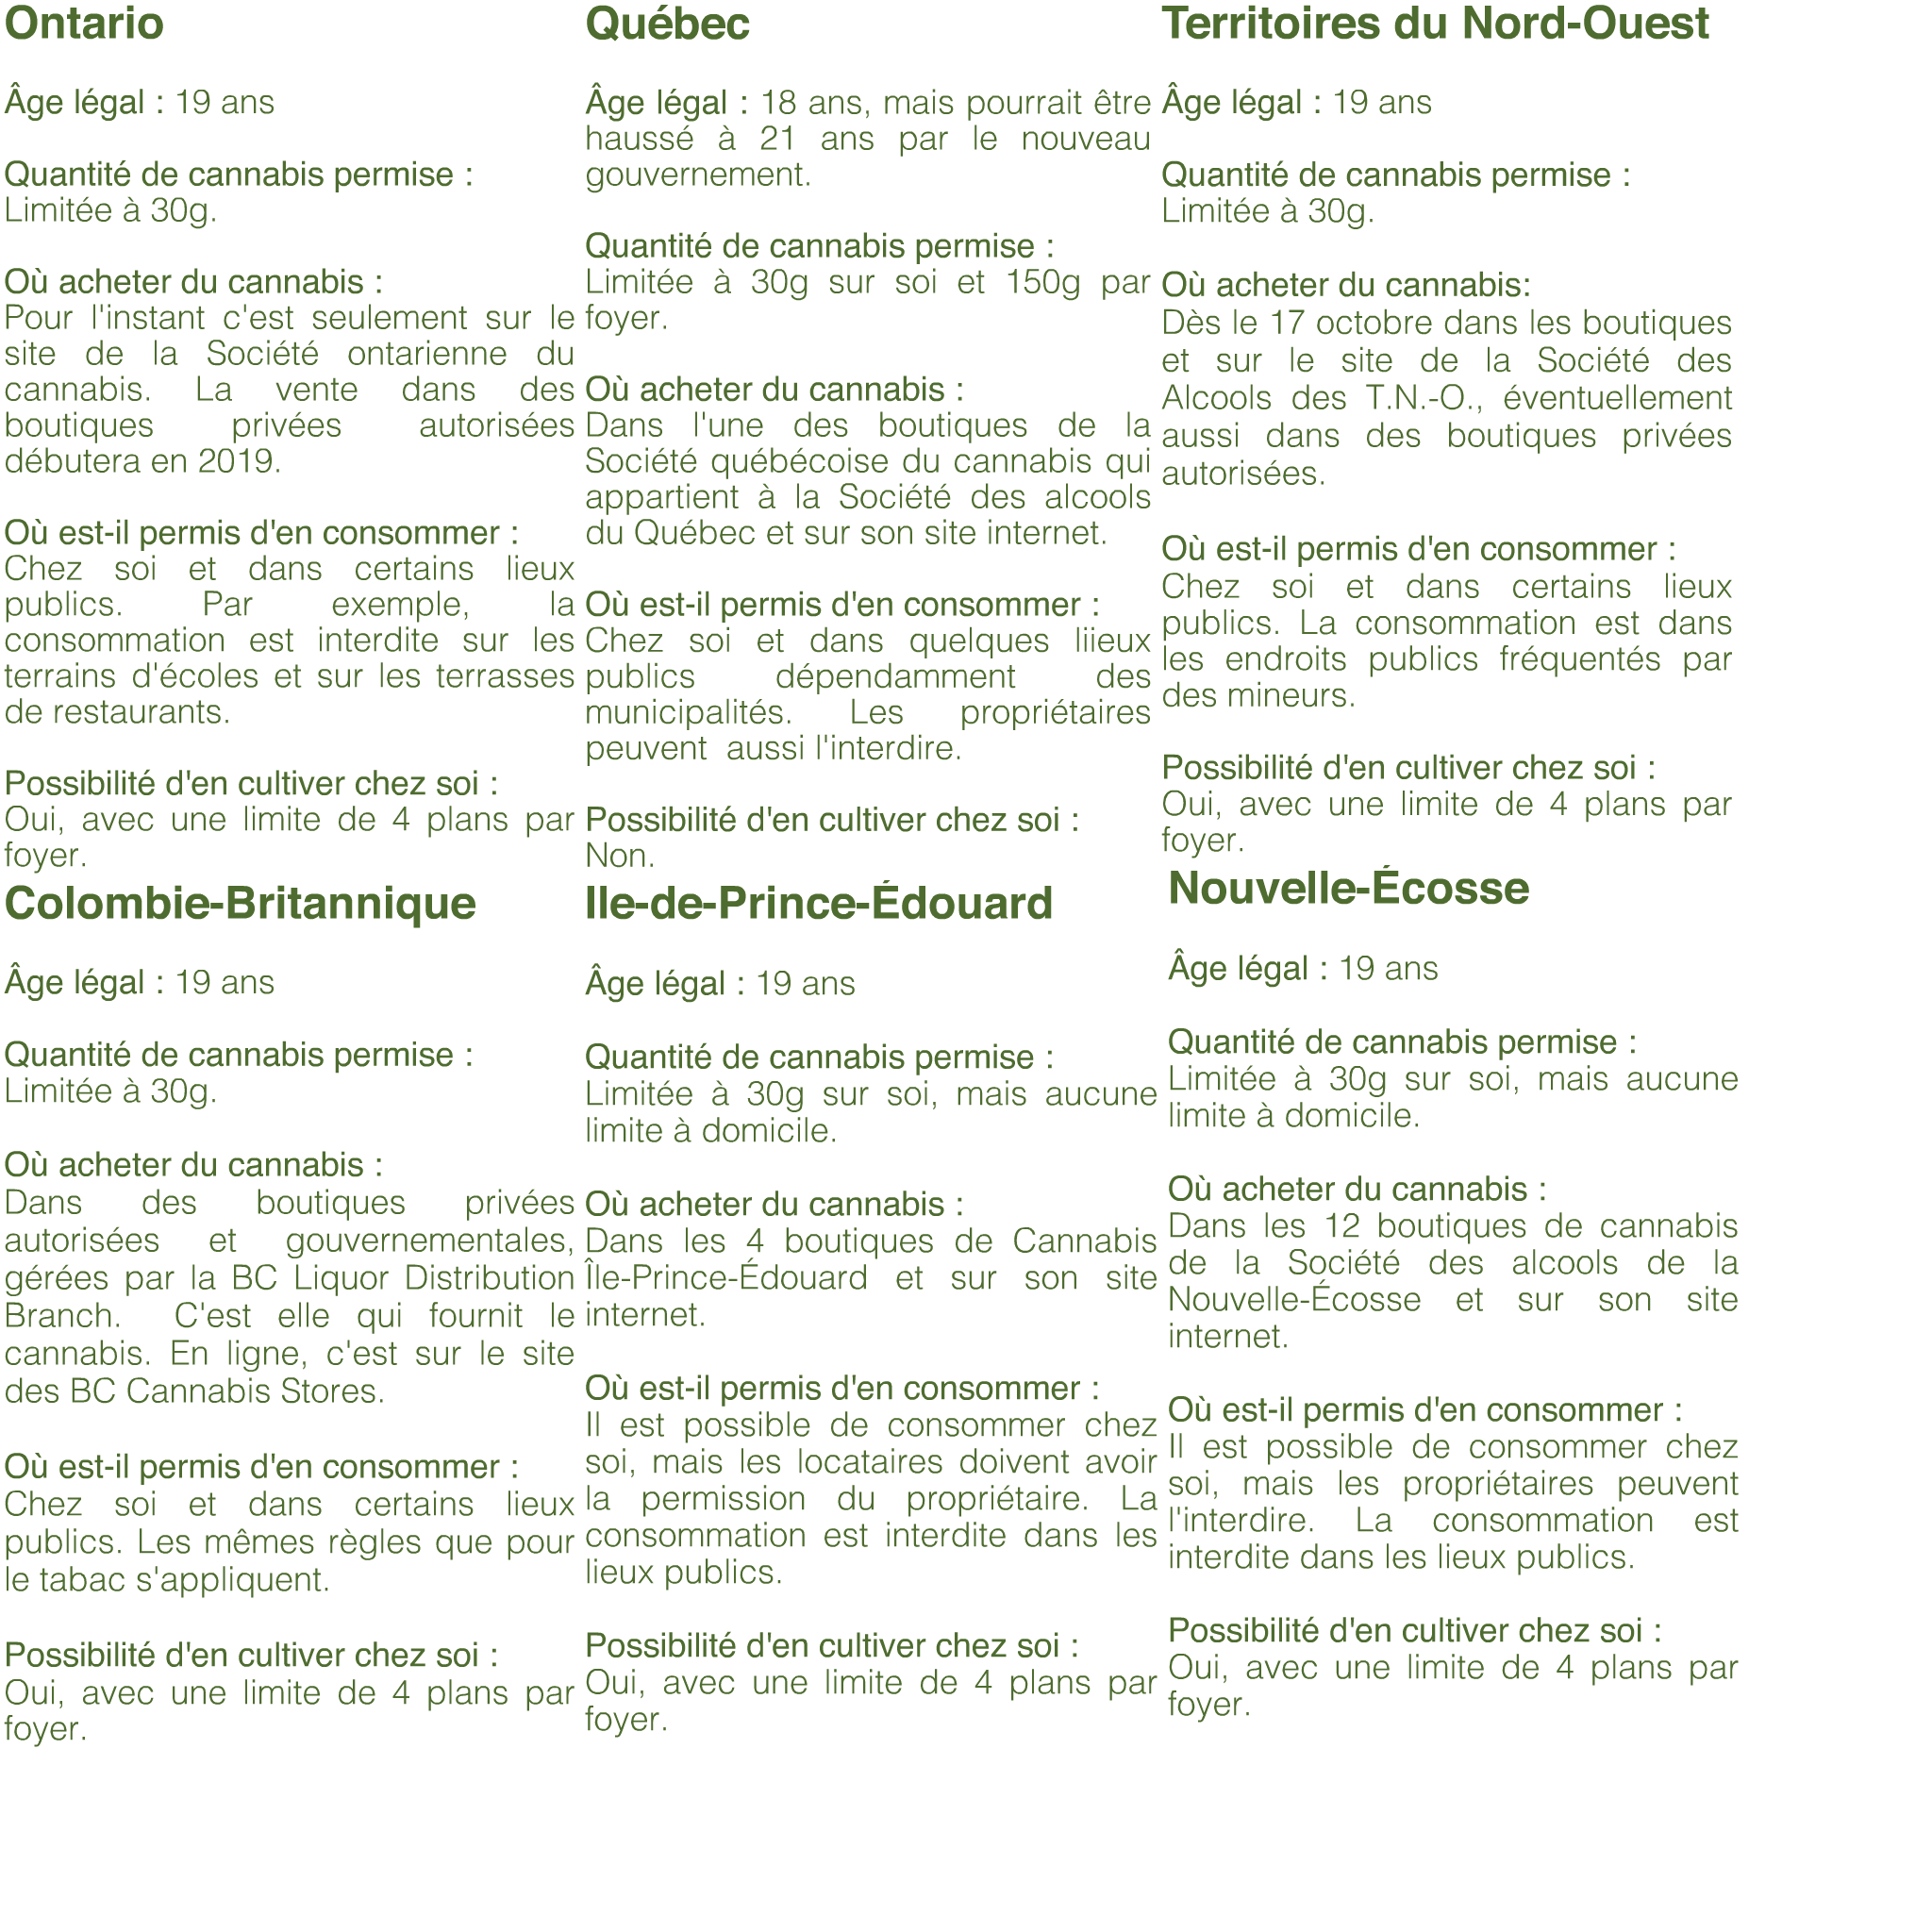 Ontario
Âge légal : 19 ans
Quantité de cannabis permise :
Limitée à 30g.
Où acheter du cannabis :
Pour l'instant c'est seulement sur le
site de la Société ontarienne du
cannabis. La vente dans des
boutiques privées autorisées
débutera en 2019.
Où est-il permis d'en consommer :
Chez soi et dans certains lieux
publics. Par exemple, la
consommation est interdite sur les
terrains d'écoles et sur les terrasses
de restaurants.
Possibilité d'en cultiver chez soi :
Oui, avec une limite de 4 plans par
foyer.
Québec
Âge légal : 18 ans, mais pourrait être
haussé à 21 ans par le nouveau
gouvernement.
Quantité de cannabis permise :
Limitée à 30g sur soi et 150g par
foyer.
Où acheter du cannabis :
Dans l'une des boutiques de la
Société québécoise du cannabis qui
appartient à la Société des alcools
du Québec et sur son site internet.
Où est-il permis d'en consommer :
Chez soi et dans quelques liieux
publics dépendamment des
municipalités. Les propriétaires
peuvent  aussi l'interdire.
Possibilité d'en cultiver chez soi :
Non.
Territoires du Nord-Ouest
Âge légal : 19 ans
Quantité de cannabis permise :
Limitée à 30g.
Où acheter du cannabis:
Dès le 17 octobre dans les boutiques
et sur le site de la Société des
Alcools des T.N.-O., éventuellement
aussi dans des boutiques privées
autorisées.
Où est-il permis d'en consommer :
Chez soi et dans certains lieux
publics. La consommation est dans
les endroits publics fréquentés par
des mineurs.
Possibilité d'en cultiver chez soi :
Oui, avec une limite de 4 plans par
foyer.
Colombie-Britannique
Âge légal : 19 ans
Quantité de cannabis permise :
Limitée à 30g.
Où acheter du cannabis :
Dans des boutiques privées
autorisées et gouvernementales,
gérées par la BC Liquor Distribution
Branch.  C'est elle qui fournit le
cannabis. En ligne, c'est sur le site
des BC Cannabis Stores.
Où est-il permis d'en consommer :
Chez soi et dans certains lieux
publics. Les mêmes règles que pour
le tabac s'appliquent.
Possibilité d'en cultiver chez soi :
Oui, avec une limite de 4 plans par
foyer.
Ile-de-Prince-Édouard
Âge légal : 19 ans
Quantité de cannabis permise :
Limitée à 30g sur soi, mais aucune
limite à domicile.
Où acheter du cannabis :
Dans les 4 boutiques de Cannabis
Île-Prince-Édouard et sur son site
internet.
Où est-il permis d'en consommer :
Il est possible de consommer chez
soi, mais les locataires doivent avoir
la permission du propriétaire. La
consommation est interdite dans les
lieux publics.
Possibilité d'en cultiver chez soi :
Oui, avec une limite de 4 plans par
foyer.
Nouvelle-Écosse
Âge légal : 19 ans
Quantité de cannabis permise :
Limitée à 30g sur soi, mais aucune
limite à domicile.
Où acheter du cannabis :
Dans les 12 boutiques de cannabis
de la Société des alcools de la
Nouvelle-Écosse et sur son site
internet.
Où est-il permis d'en consommer :
Il est possible de consommer chez
soi, mais les propriétaires peuvent
l'interdire. La consommation est
interdite dans les lieux publics.
Possibilité d'en cultiver chez soi :
Oui, avec une limite de 4 plans par
foyer.